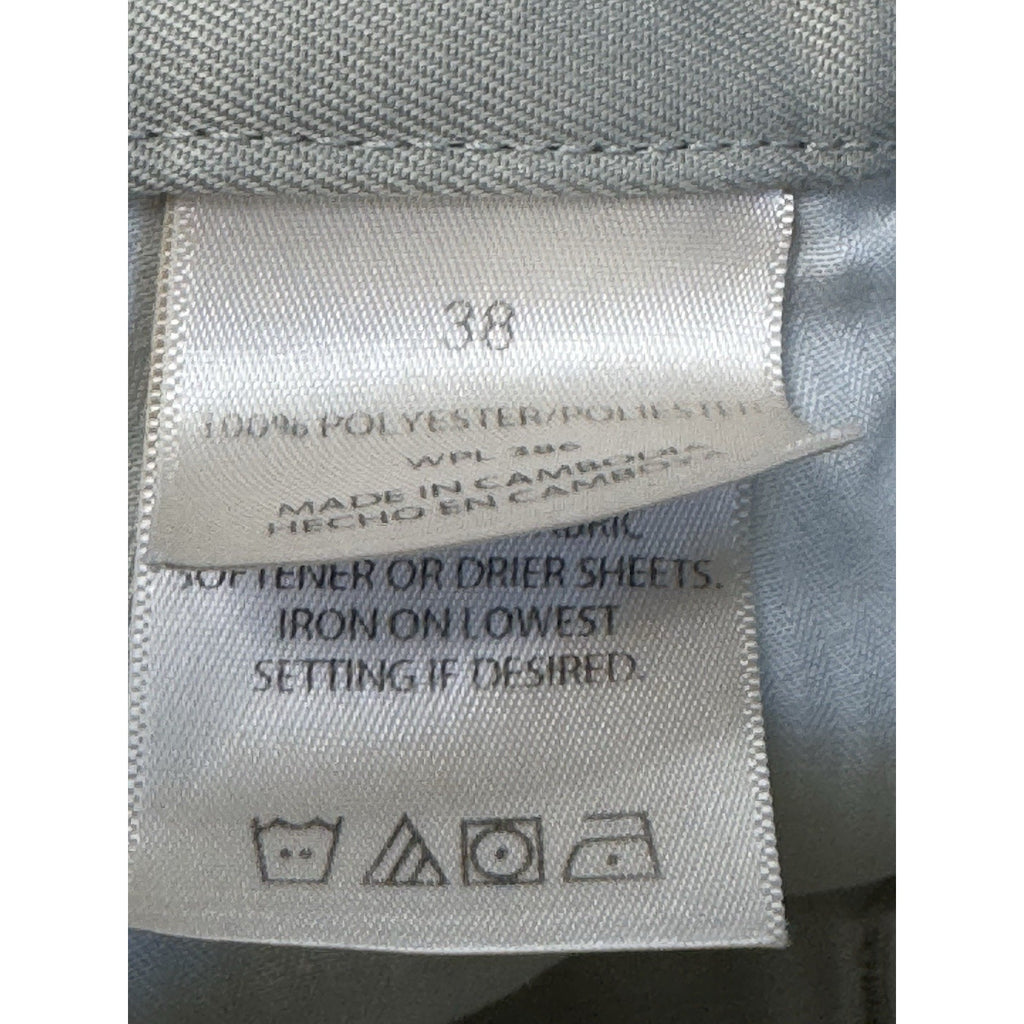 38
100% POLYESTER/POLIESTER
WPL 386
MADE IN CAMBODIA
HECHO EN CAMBOYA
SOFTENER OR DRIER SHEETS.
IRON ON LOWEST
SETTING IF DESIRED.